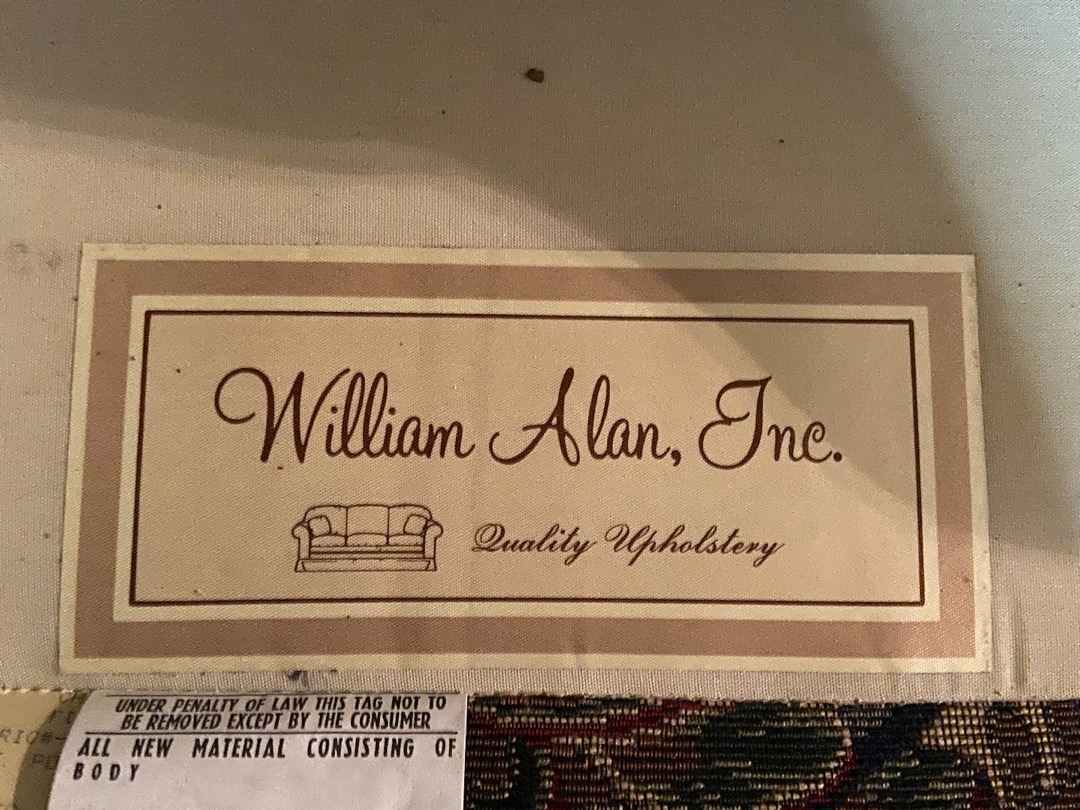 William Alan, Inc.
Quality Upholstery
UNDER PENALTY OF LAW THIS TAG NOT TO
BE REMOVED EXCEPT BY THE CONSUMER
ALL NEW MATERIAL CONSISTING OF
BODY